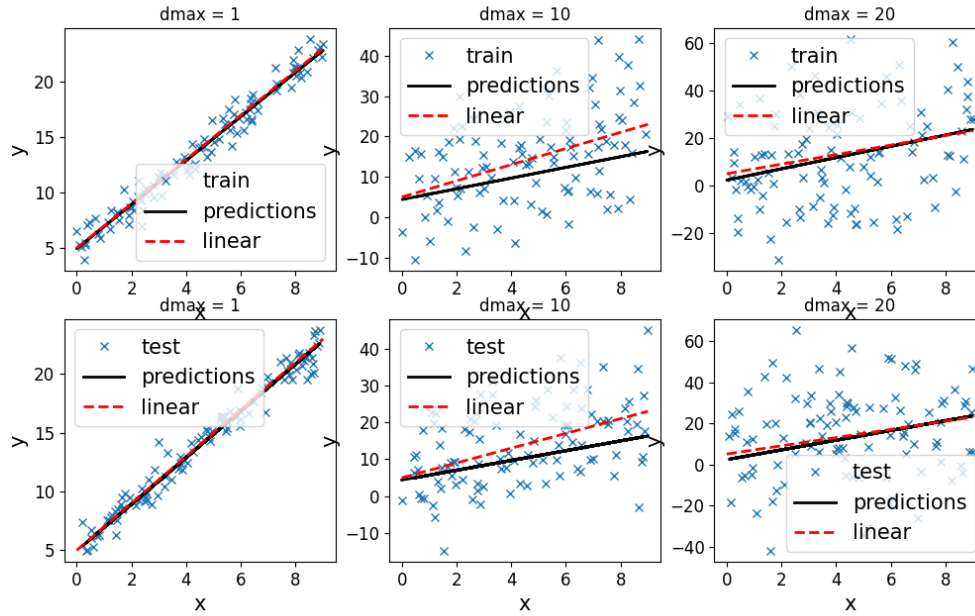 dmax = 1
20
15
10
5
y
train
predictions
linear
0 2 4 6 8
x
dmax = 10
40
30
20
10
0
−10
y
train
predictions
linear
0 2 4 6 8
x
dmax = 20
60
40
20
0
−20
y
train
predictions
linear
0 2 4 6 8
x
dmax = 1
20
15
10
5
y
test
predictions
linear
0 2 4 6 8
x
dmax = 10
40
30
20
10
0
−10
y
test
predictions
linear
0 2 4 6 8
x
dmax = 20
60
40
20
0
−20
−40
y
test
predictions
linear
0 2 4 6 8
x